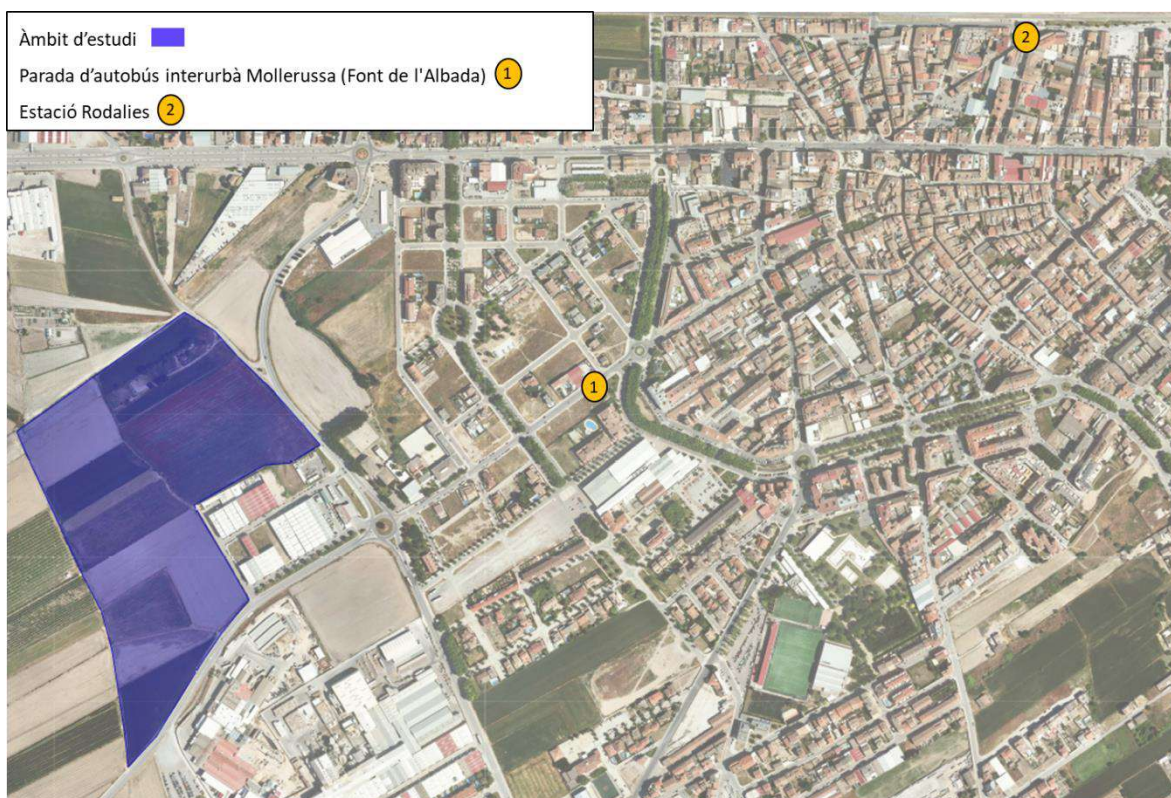 Àmbit d'estudi
Parada d'autobús interurbà Mollerussa (Font de l'Albada) 1
Estació Rodalies 2
2
1